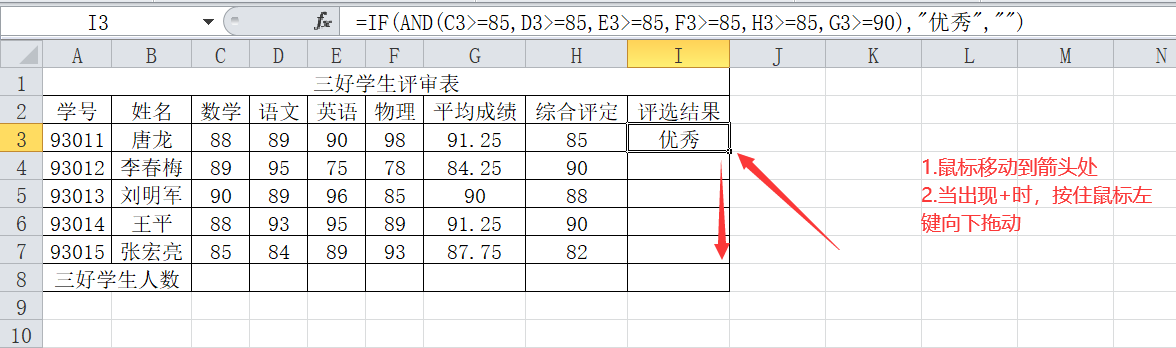 I3 fx =IF(AND(C3>=85,D3>=85,E3>=85,F3>=85,H3>=85,G3>=90),"优秀","")
A B C D E F G H I J K L M N
1 三好学生评审表
2 学号 姓名 数学 语文 英语 物理 平均成绩 综合评定 评选结果
3 93011 唐龙 88 89 90 98 91.25 85 优秀
4 93012 李春梅 89 95 75 78 84.25 90
5 93013 刘明军 90 89 96 85 90 88
6 93014 王平 88 93 95 89 91.25 90
7 93015 张宏亮 85 84 89 93 87.75 82
8 三好学生人数
9
10
1.鼠标移动到箭头处
2.当出现+时，按住鼠标左
键向下拖动